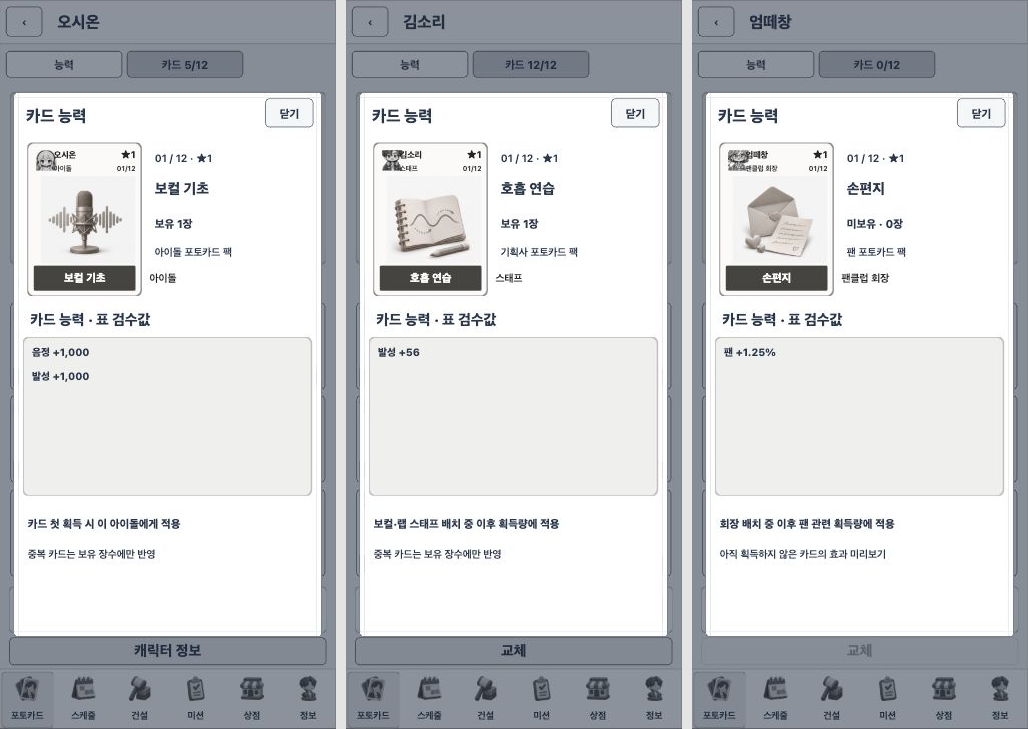 ‹ 오시온
능력 카드 5/12
카드 능력 닫기
오시온 ★1
아이돌 01/12
보컬 기초
01 / 12 · ★1
보컬 기초
보유 1장
아이돌 포토카드 팩
아이돌
카드 능력 · 표 검수값
음정 +1,000
발성 +1,000
카드 첫 획득 시 이 아이돌에게 적용
중복 카드는 보유 장수에만 반영
캐릭터 정보
포토카드 스케줄 건설 미션 상점 정보
‹ 김소리
능력 카드 12/12
카드 능력 닫기
김소리 ★1
스태프 01/12
호흡 연습
01 / 12 · ★1
호흡 연습
보유 1장
기획사 포토카드 팩
스태프
카드 능력 · 표 검수값
발성 +56
보컬·랩 스태프 배치 중 이후 획득량에 적용
중복 카드는 보유 장수에만 반영
교체
포토카드 스케줄 건설 미션 상점 정보
‹ 엄떼창
능력 카드 0/12
카드 능력 닫기
엄떼창 ★1
팬클럽 회장 01/12
손편지
01 / 12 · ★1
손편지
미보유 · 0장
팬 포토카드 팩
팬클럽 회장
카드 능력 · 표 검수값
팬 +1.25%
회장 배치 중 이후 팬 관련 획득량에 적용
아직 획득하지 않은 카드의 효과 미리보기
교체
포토카드 스케줄 건설 미션 상점 정보